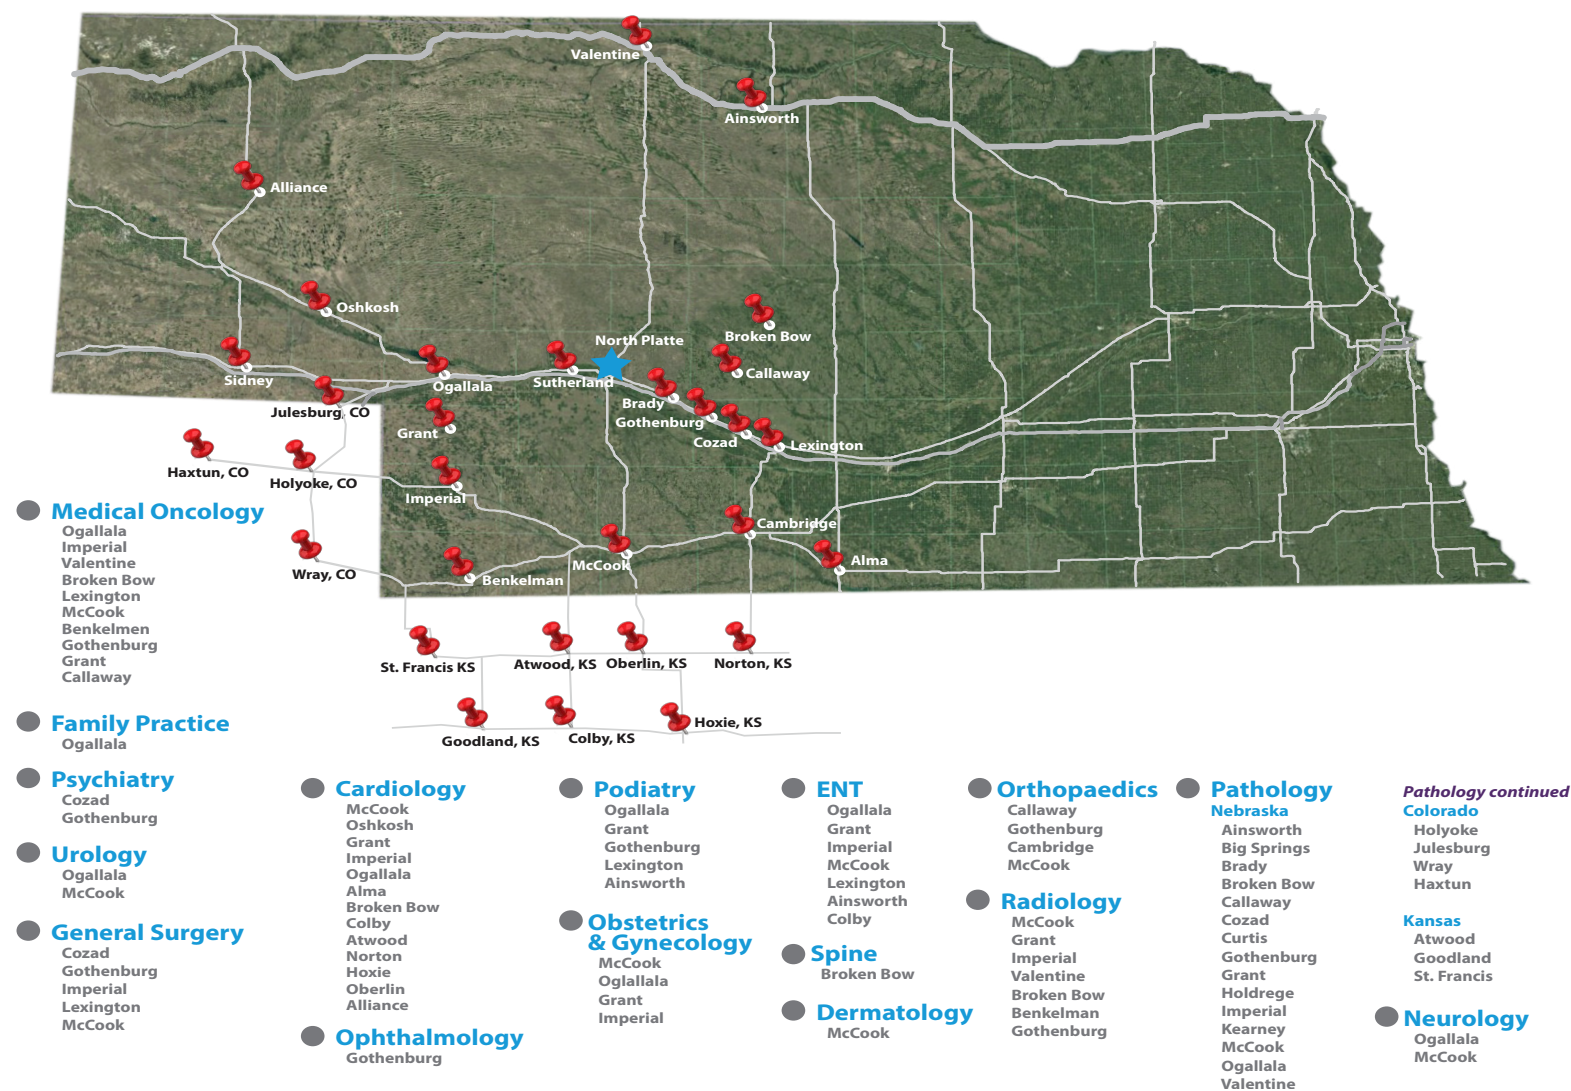 Valentine
Ainsworth
Alliance
Oshkosh
North Platte
Broken Bow
Sidney
Ogallala
Sutherland
Callaway
Julesburg, CO
Brady
Grant
Gothenburg
Cozad
Lexington
Haxtun, CO
Holyoke, CO
Imperial
Cambridge
Wray, CO
Benkelman
McCook
Alma
St. Francis KS
Atwood, KS
Oberlin, KS
Norton, KS
Goodland, KS
Colby, KS
Hoxie, KS
Medical Oncology
Ogallala
Imperial
Valentine
Broken Bow
Lexington
McCook
Benkelmen
Gothenburg
Grant
Callaway
Family Practice
Ogallala
Psychiatry
Cozad
Gothenburg
Urology
Ogallala
McCook
General Surgery
Cozad
Gothenburg
Imperial
Lexington
McCook
Cardiology
McCook
Oshkosh
Grant
Imperial
Ogallala
Alma
Broken Bow
Colby
Atwood
Norton
Hoxie
Oberlin
Alliance
Ophthalmology
Gothenburg
Podiatry
Ogallala
Grant
Gothenburg
Lexington
Ainsworth
Obstetrics
& Gynecology
McCook
Oglallala
Grant
Imperial
ENT
Ogallala
Grant
Imperial
McCook
Lexington
Ainsworth
Colby
Spine
Broken Bow
Dermatology
McCook
Orthopaedics
Callaway
Gothenburg
Cambridge
McCook
Radiology
McCook
Grant
Imperial
Valentine
Broken Bow
Benkelman
Gothenburg
Pathology
Nebraska
Ainsworth
Big Springs
Brady
Broken Bow
Callaway
Cozad
Curtis
Gothenburg
Grant
Holdrege
Imperial
Kearney
McCook
Ogallala
Valentine
Pathology continued
Colorado
Holyoke
Julesburg
Wray
Haxtun
Kansas
Atwood
Goodland
St. Francis
Neurology
Ogallala
McCook